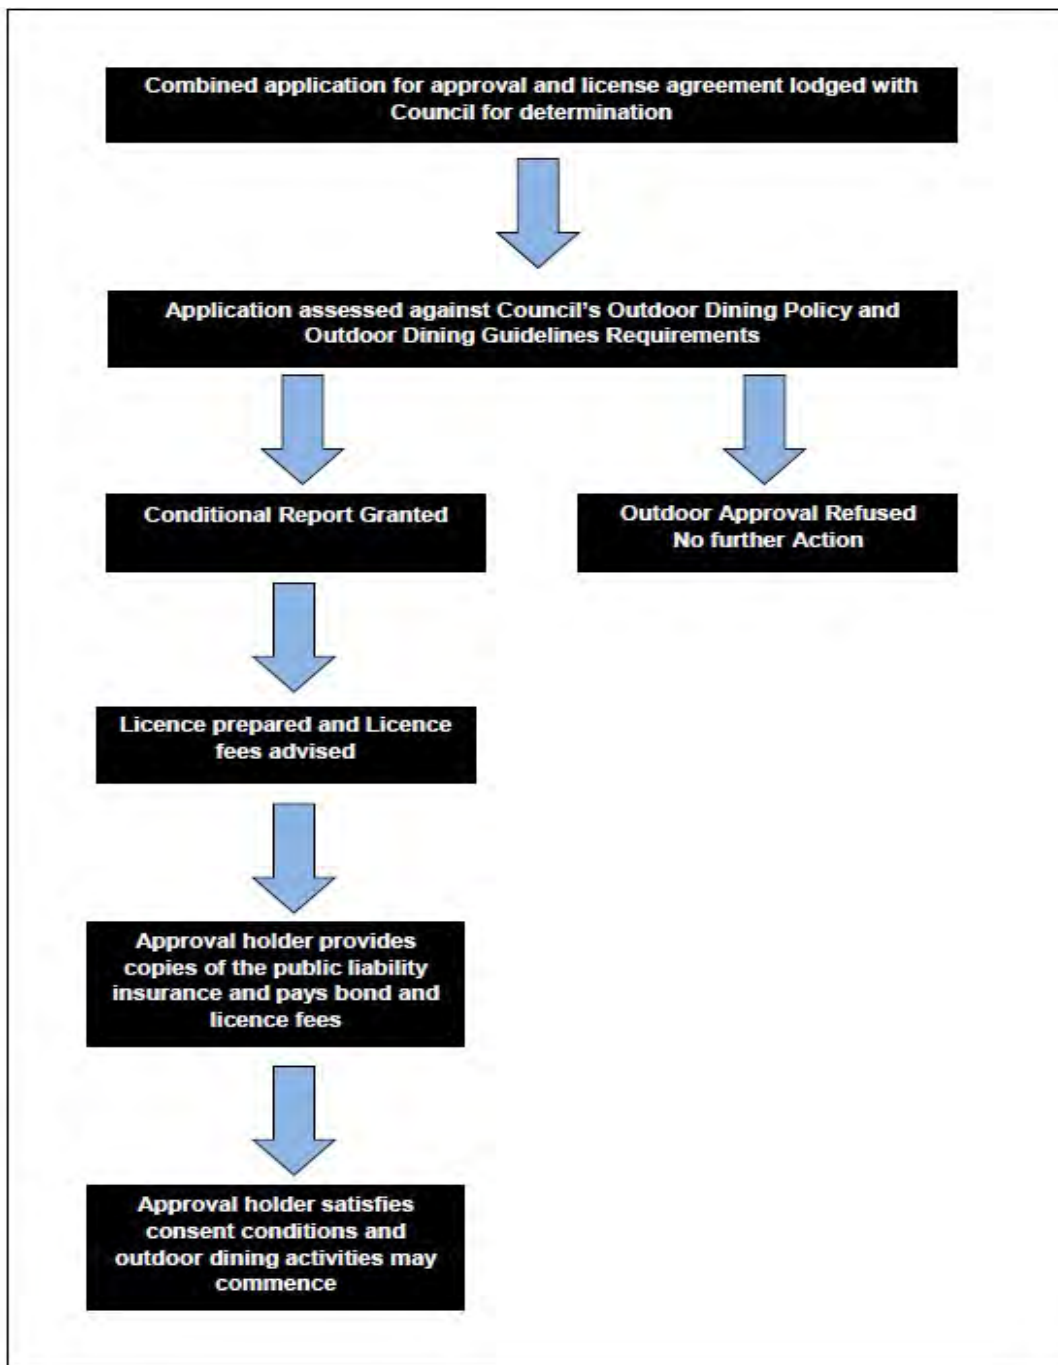 Combined application for approval and license agreement lodged with
Council for determination
Application assessed against Council's Outdoor Dining Policy and
Outdoor Dining Guidelines Requirements
Conditional Report Granted
Outdoor Approval Refused
No further Action
Licence prepared and Licence
fees advised
Approval holder provides
copies of the public liability
insurance and pays bond and
licence fees
Approval holder satisfies
consent conditions and
outdoor dining activities may
commence